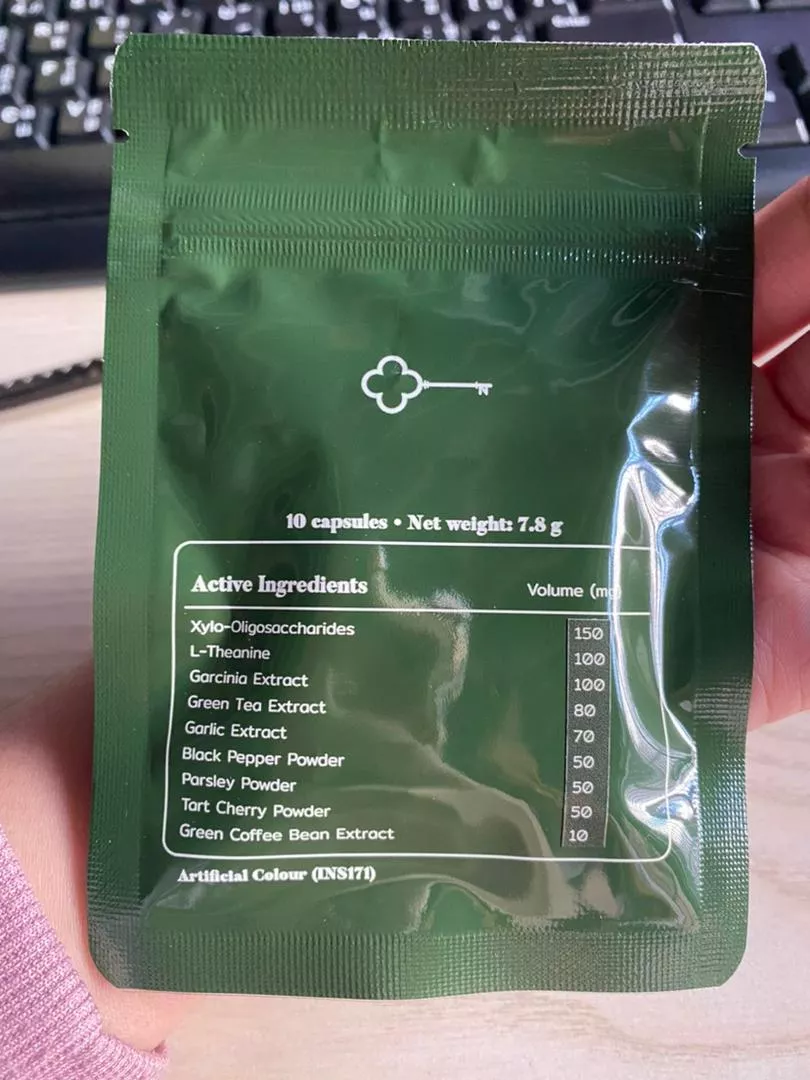 10 capsules • Net weight: 7.8 g
Active Ingredients Volume (mg)
Xylo-Oligosaccharides 150
L-Theanine 100
Garcinia Extract 100
Green Tea Extract 80
Garlic Extract 70
Black Pepper Powder 50
Parsley Powder 50
Tart Cherry Powder 50
Green Coffee Bean Extract 10
Artificial Colour (INS171)